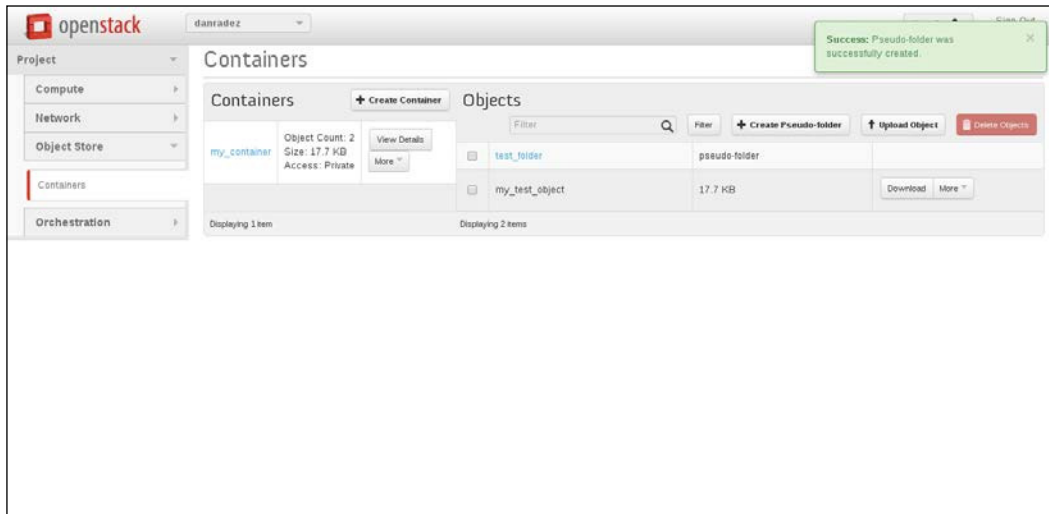 openstack
danradez
Sign Out
Success: Pseudo-folder was
successfully created.
×
Project
Compute
Network
Object Store
Containers
Orchestration
Containers
Containers
+ Create Container
my_container
Object Count: 2
Size: 17.7 KB
Access: Private
View Details
More
Displaying 1 item
Objects
Filter
Filter
+ Create Pseudo-folder
Upload Object
Delete Objects
test_folder
pseudo-folder
my_test_object
17.7 KB
Download
More
Displaying 2 items